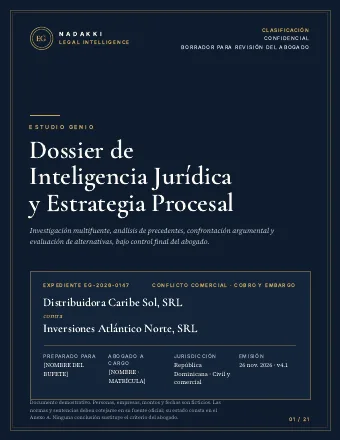 EG
NADAKKI
LEGAL INTELLIGENCE
CLASIFICACIÓN
CONFIDENCIAL
BORRADOR PARA REVISIÓN DEL ABOGADO
ESTUDIO GENIO
Dossier de
Inteligencia Jurídica
y Estrategia Procesal
Investigación multifuente, análisis de precedentes, confrontación argumental y
evaluación de alternativas, bajo control final del abogado.
EXPEDIENTE EG-2026-0147
CONFLICTO COMERCIAL · COBRO Y EMBARGO
Distribuidora Caribe Sol, SRL
contra
Inversiones Atlántico Norte, SRL
PREPARADO PARA
[NOMBRE DEL
BUFETE]
ABOGADO A
CARGO
[NOMBRE ·
MATRÍCULA]
JURISDICCIÓN
República
Dominicana · Civil y
comercial
EMISIÓN
26 nov. 2026 · v4.1
Documento demostrativo. Personas, empresas, montos y fechas son ficticios. Las
normas y sentencias deben cotejarse en su fuente oficial; su estado consta en el
Anexo A. Ninguna conclusión sustituye el criterio del abogado.
01 / 21